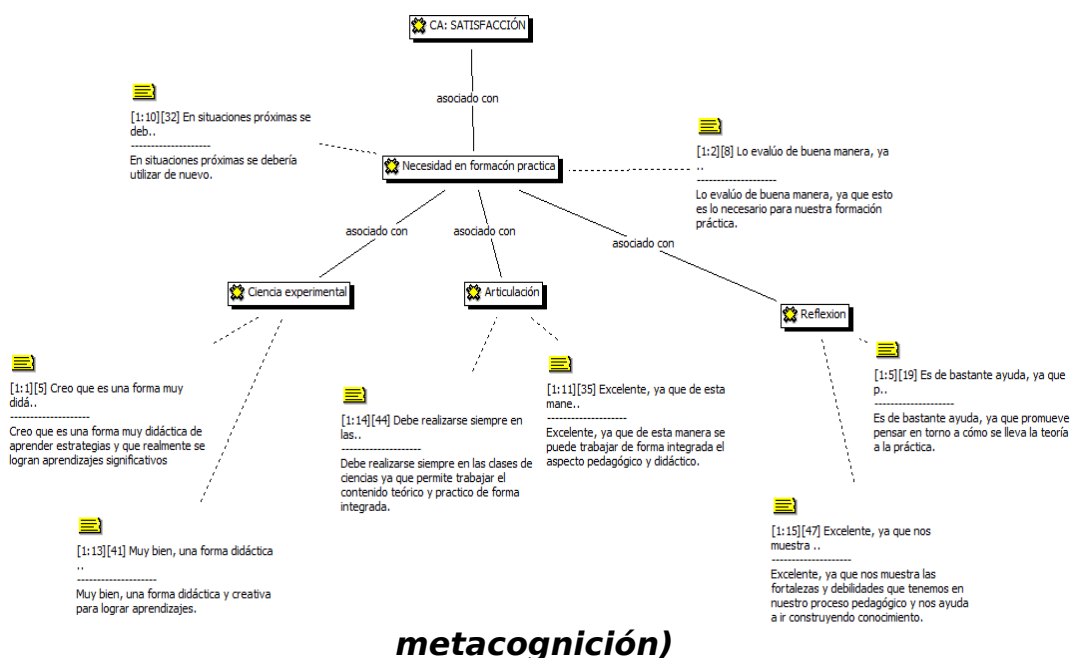 CA: SATISFACCIÓN
asociado con
[1:10][32] En situaciones próximas se
deb..
--------------------
En situaciones próximas se debería
utilizar de nuevo.
[1:2][8] Lo evalúo de buena manera, ya
..
--------------------
Lo evalúo de buena manera, ya que esto
es lo necesario para nuestra formación
práctica.
Necesidad en formacón practica
asociado con
asociado con
asociado con
Ciencia experimental
Articulación
Reflexion
[1:1][5] Creo que es una forma muy
didá..
--------------------
Creo que es una forma muy didáctica de
aprender estrategias y que realmente se
logran aprendizajes significativos
[1:14][44] Debe realizarse siempre en
las..
--------------------
Debe realizarse siempre en las clases de
ciencias ya que permite trabajar el
contenido teórico y practico de forma
integrada.
[1:11][35] Excelente, ya que de esta
mane..
--------------------
Excelente, ya que de esta manera se
puede trabajar de forma integrada el
aspecto pedagógico y didáctico.
[1:5][19] Es de bastante ayuda, ya que
p..
--------------------
Es de bastante ayuda, ya que promueve
pensar en torno a cómo se lleva la teoría
a la práctica.
[1:13][41] Muy bien, una forma didáctica
..
--------------------
Muy bien, una forma didáctica y creativa
para lograr aprendizajes.
[1:15][47] Excelente, ya que nos
muestra ..
--------------------
Excelente, ya que nos muestra las
fortalezas y debilidades que tenemos en
nuestro proceso pedagógico y nos ayuda
a ir construyendo conocimiento.
metacognición)